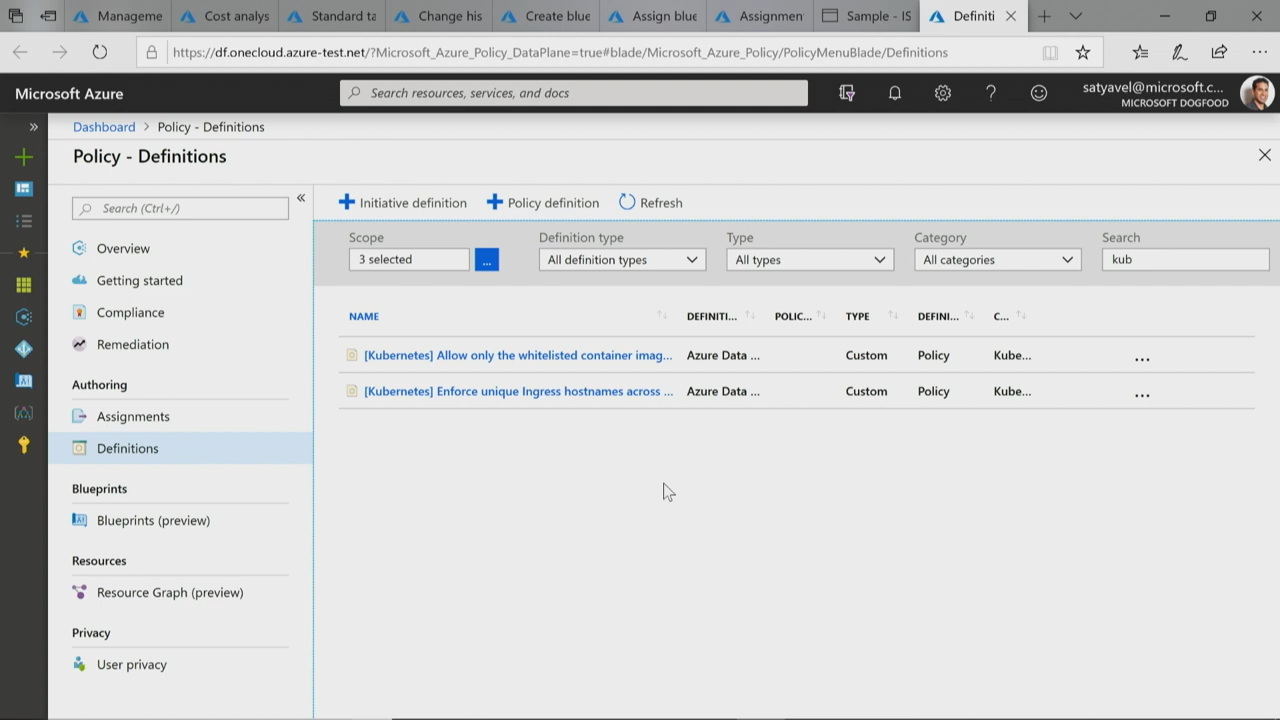 Manageme
Cost analys
Standard ta
Change his
Create blue
Assign blue
Assignmen
Sample - IS
Definiti
https://df.onecloud.azure-test.net/?Microsoft_Azure_Policy_DataPlane=true#blade/Microsoft_Azure_Policy/PolicyMenuBlade/Definitions
Microsoft Azure
Search resources, services, and docs
satyavel@microsoft.c...
MICROSOFT DOGFOOD
Dashboard > Policy - Definitions
Policy - Definitions
Search (Ctrl+/)
Overview
Getting started
Compliance
Remediation
Authoring
Assignments
Definitions
Blueprints
Blueprints (preview)
Resources
Resource Graph (preview)
Privacy
User privacy
Initiative definition
Policy definition
Refresh
Scope
3 selected
...
Definition type
All definition types
Type
All types
Category
All categories
Search
kub
NAME DEFINITI... POLIC... TYPE DEFINI... C...
[Kubernetes] Allow only the whitelisted container imag... Azure Data ... Custom Policy Kube... ...
[Kubernetes] Enforce unique Ingress hostnames across ... Azure Data ... Custom Policy Kube... ...